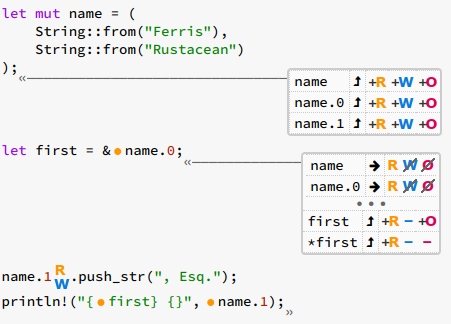 let mut name = (
    String::from("Ferris"),
    String::from("Rustacean")
);
«
name ⮥ +R +W +O
name.0 ⮥ +R +W +O
name.1 ⮥ +R +W +O
let first = &●name.0;
«
name → R W̸ O̸
name.0 → R W̸ O̸
•••
first ⮥ +R − +O
*first ⮥ +R − −
name.1 R W .push_str(", Esq.");
println!("{●first} {}", ●name.1);
»